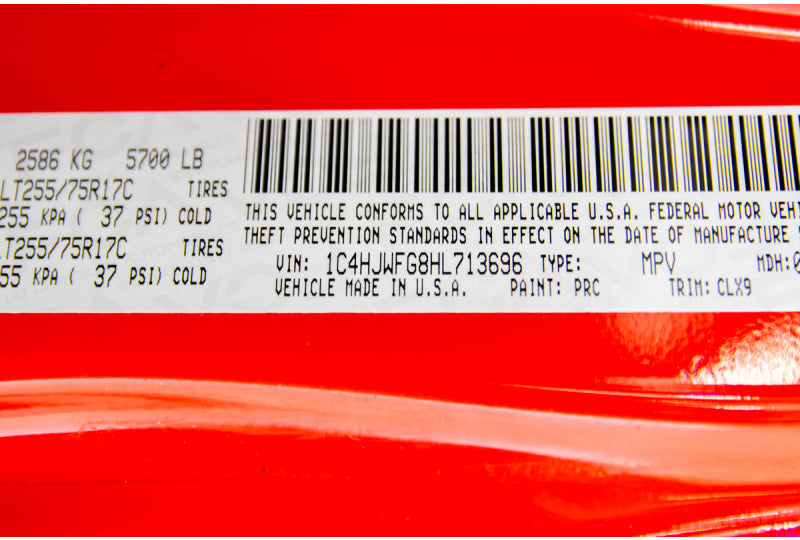 2586 KG 5700 LB
LT255/75R17C TIRES
255 KPA ( 37 PSI) COLD
LT255/75R17C TIRES
55 KPA ( 37 PSI) COLD
THIS VEHICLE CONFORMS TO ALL APPLICABLE U.S.A. FEDERAL MOTOR VEHI
THEFT PREVENTION STANDARDS IN EFFECT ON THE DATE OF MANUFACTURE
VIN: 1C4HJWFG8HL713696 TYPE: MPV MDH:0
VEHICLE MADE IN U.S.A. PAINT: PRC TRIM: CLX9